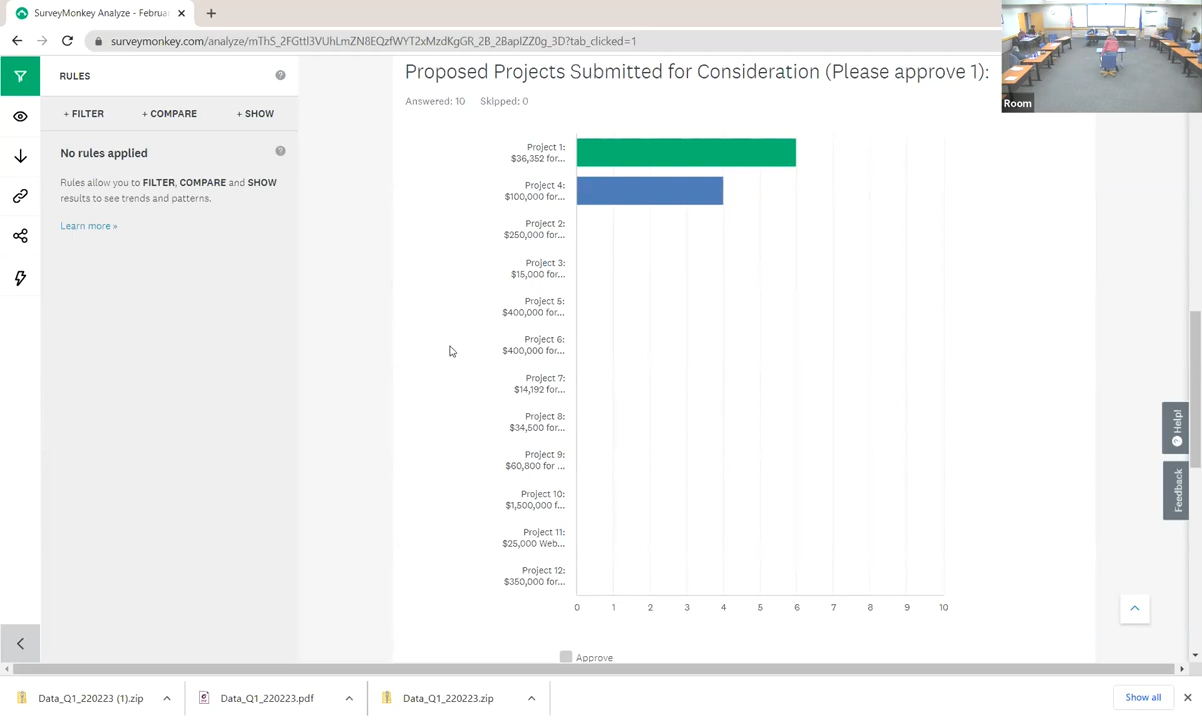 SurveyMonkey Analyze - Februa
surveymonkey.com/analyze/mThS_2FGttl3VUhLmZN8EQzfWYT2xMzdKgGR_2B_2BapIZZ0g_3D?tab_clicked=1
RULES
+ FILTER + COMPARE + SHOW
No rules applied
Rules allow you to FILTER, COMPARE and SHOW
results to see trends and patterns.
Learn more »
Proposed Projects Submitted for Consideration (Please approve 1):
Answered: 10 Skipped: 0
Project 1:
$36,352 for...
Project 4:
$100,000 for...
Project 2:
$250,000 for...
Project 3:
$15,000 for...
Project 5:
$400,000 for...
Project 6:
$400,000 for...
Project 7:
$14,192 for...
Project 8:
$34,500 for...
Project 9:
$60,800 for ...
Project 10:
$1,500,000 f...
Project 11:
$25,000 Web...
Project 12:
$350,000 for...
0 1 2 3 4 5 6 7 8 9 10
Approve
Room
Help!
Feedback
Data_Q1_220223 (1).zip
Data_Q1_220223.pdf
Data_Q1_220223.zip
Show all